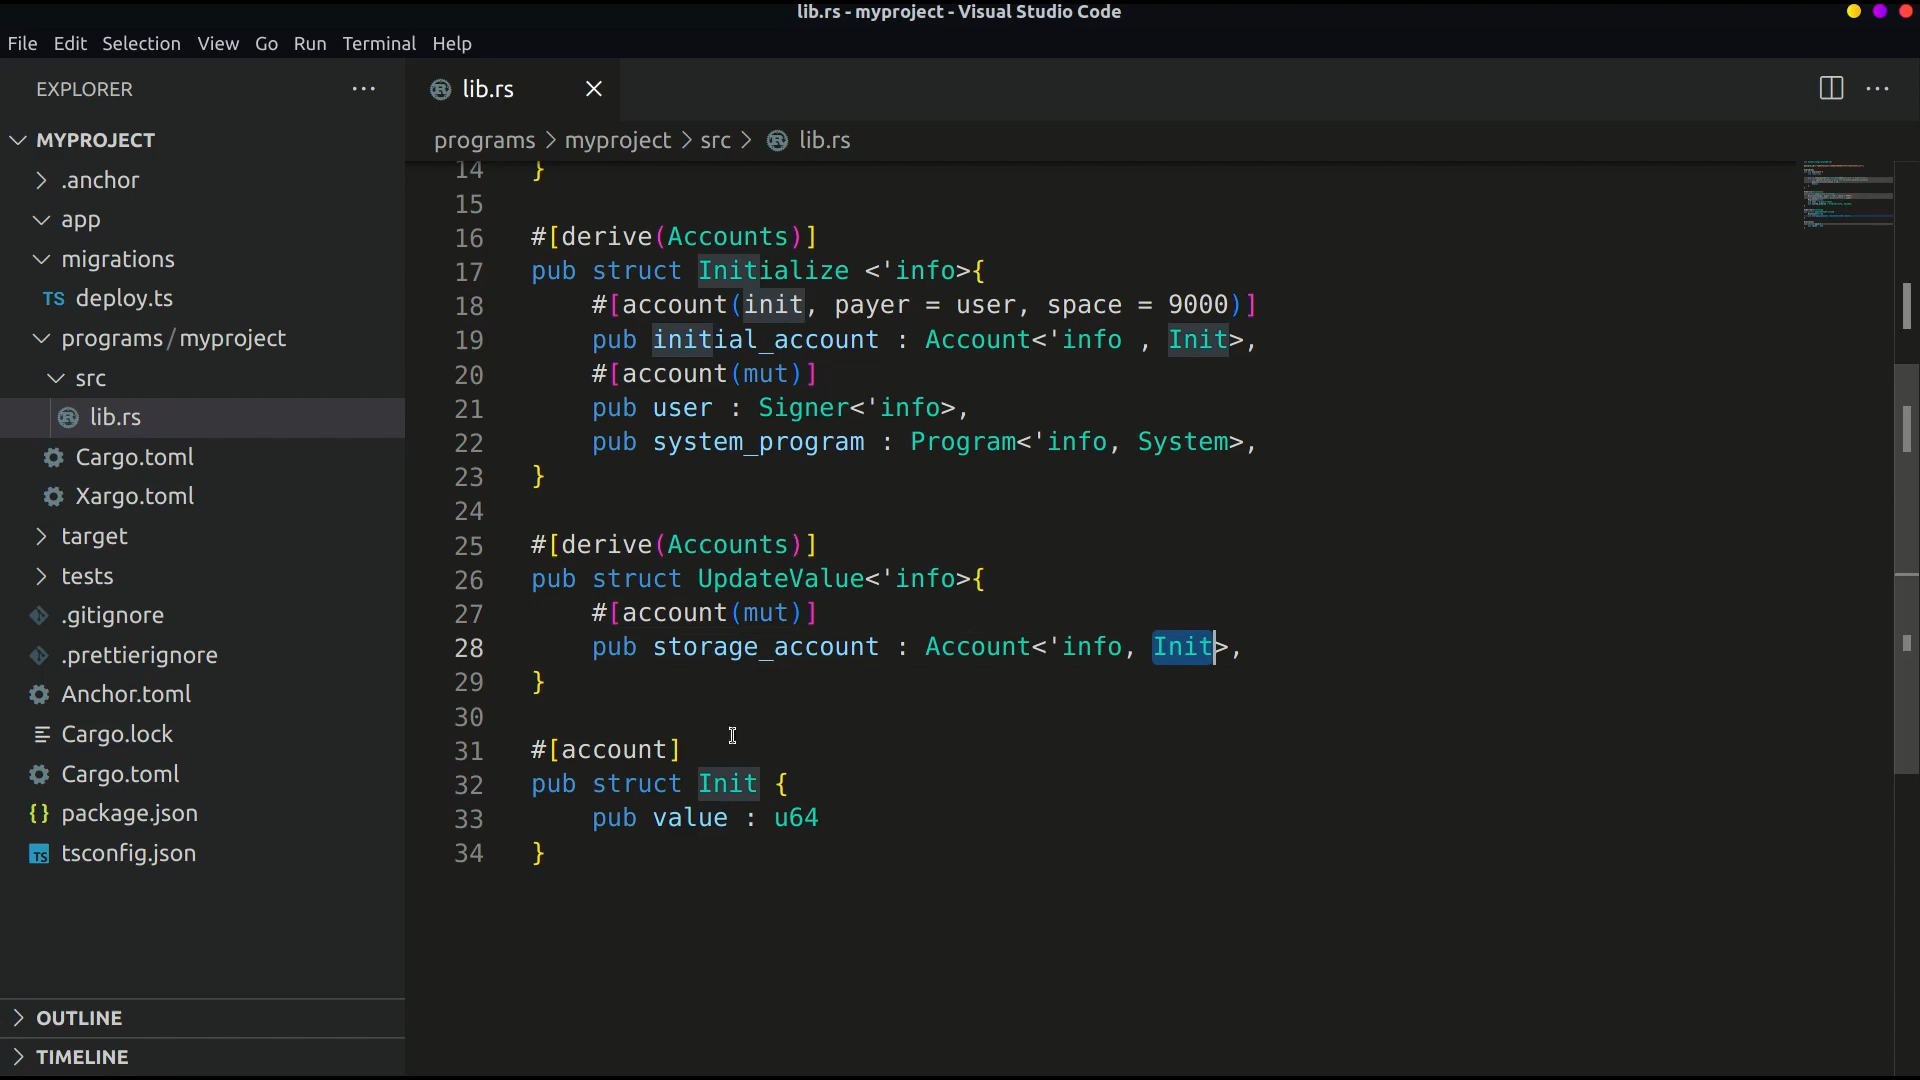 lib.rs - myproject - Visual Studio Code
File Edit Selection View Go Run Terminal Help
EXPLORER ···
MYPROJECT
.anchor
app
migrations
TS deploy.ts
programs/myproject
src
lib.rs
Cargo.toml
Xargo.toml
target
tests
.gitignore
.prettierignore
Anchor.toml
Cargo.lock
Cargo.toml
{} package.json
TS tsconfig.json
OUTLINE
TIMELINE
lib.rs
programs > myproject > src > lib.rs
14 }
15
16 #[derive(Accounts)]
17 pub struct Initialize <'info>{
18     #[account(init, payer = user, space = 9000)]
19     pub initial_account : Account<'info , Init>,
20     #[account(mut)]
21     pub user : Signer<'info>,
22     pub system_program : Program<'info, System>,
23 }
24
25 #[derive(Accounts)]
26 pub struct UpdateValue<'info>{
27     #[account(mut)]
28     pub storage_account : Account<'info, Init>,
29 }
30
31 #[account]
32 pub struct Init {
33     pub value : u64
34 }